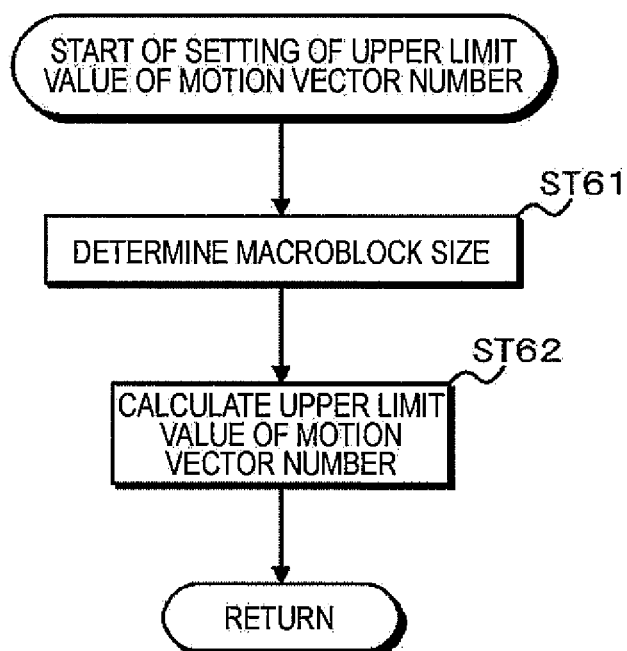 START OF SETTING OF UPPER LIMIT
VALUE OF MOTION VECTOR NUMBER
ST61
DETERMINE MACROBLOCK SIZE
ST62
CALCULATE UPPER LIMIT
VALUE OF MOTION
VECTOR NUMBER
RETURN